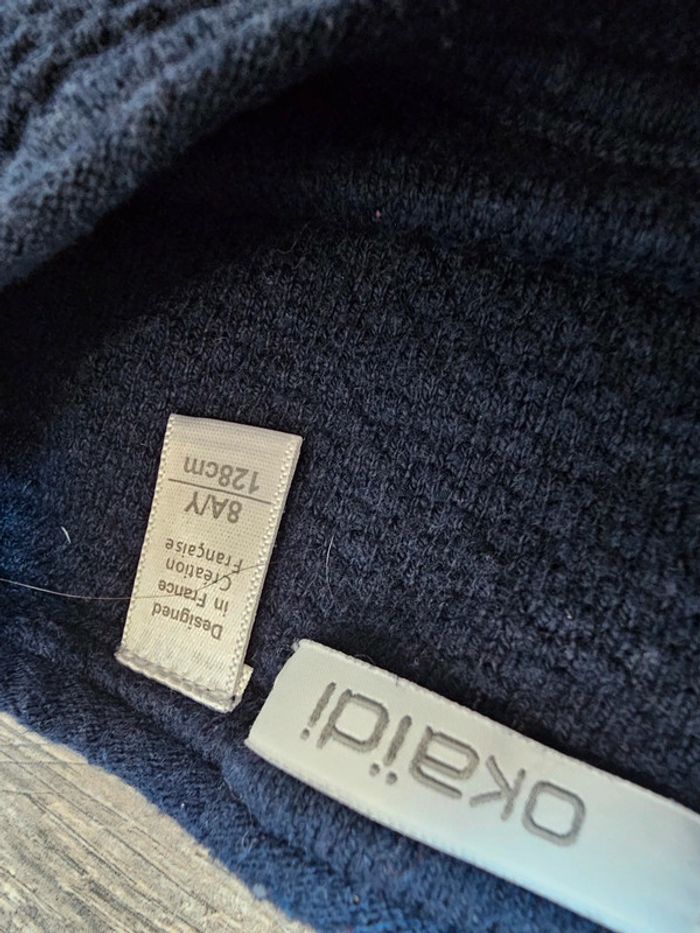 okaïdi
Designed
in France
Création
Française
8A/Y
128cm